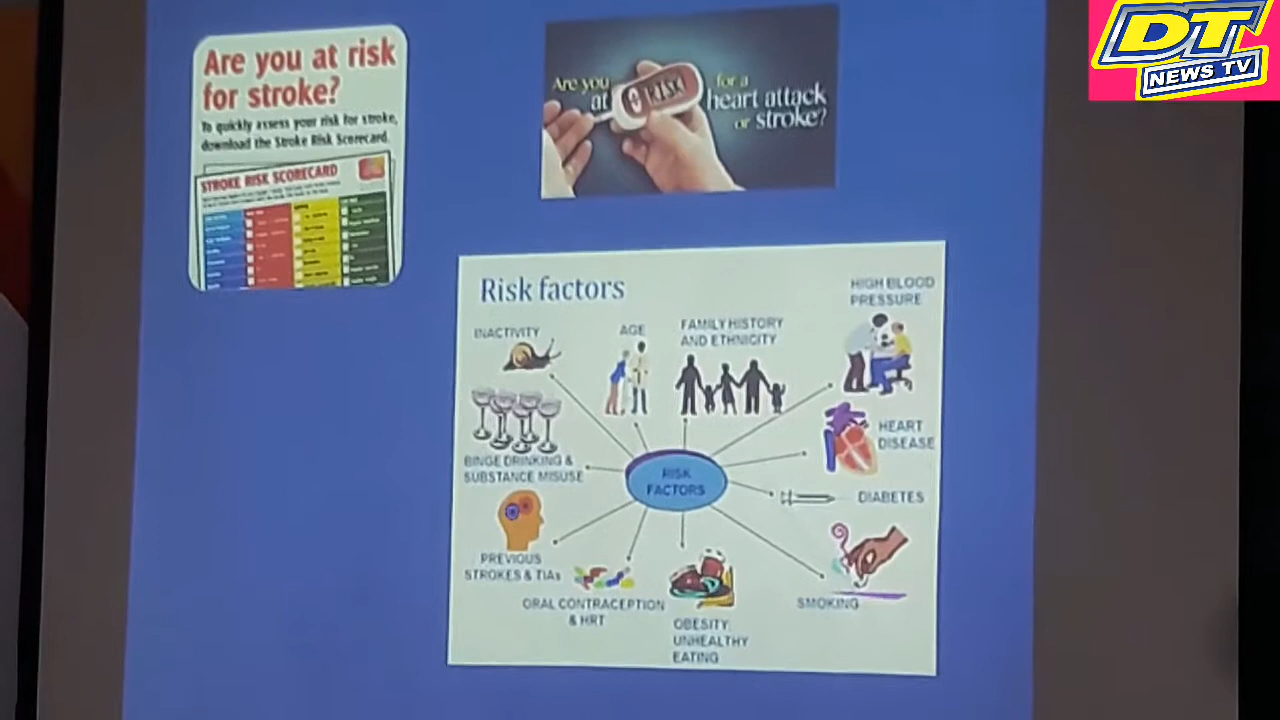 Are you at risk
for stroke?
To quickly assess your risk for stroke,
download the Stroke Risk Scorecard.
STROKE RISK SCORECARD
Are you
at
RISK!
for a
heart attack
or stroke?
DT
NEWS TV
Risk factors
INACTIVITY
AGE
FAMILY HISTORY
AND ETHNICITY
HIGH BLOOD
PRESSURE
HEART
DISEASE
BINGE DRINKING &
SUBSTANCE MISUSE
RISK
FACTORS
DIABETES
PREVIOUS
STROKES & TIAs
ORAL CONTRACEPTION
& HRT
OBESITY,
UNHEALTHY
EATING
SMOKING